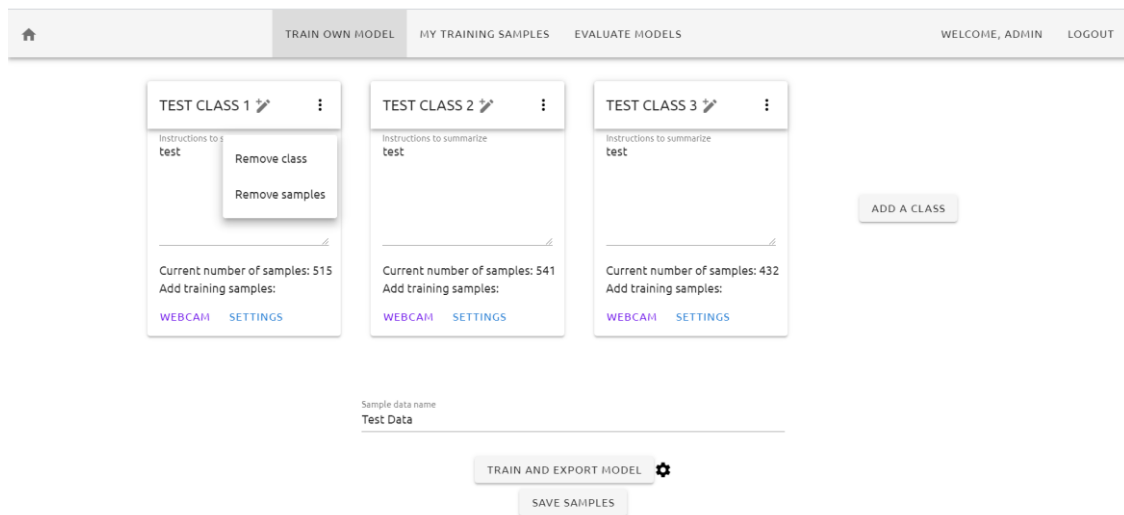 TRAIN OWN MODEL MY TRAINING SAMPLES EVALUATE MODELS WELCOME, ADMIN LOGOUT
TEST CLASS 1
Instructions to s
test
Remove class
Remove samples
Current number of samples: 515
Add training samples:
WEBCAM SETTINGS
TEST CLASS 2
Instructions to summarize
test
Current number of samples: 541
Add training samples:
WEBCAM SETTINGS
TEST CLASS 3
Instructions to summarize
test
Current number of samples: 432
Add training samples:
WEBCAM SETTINGS
ADD A CLASS
Sample data name
Test Data
TRAIN AND EXPORT MODEL
SAVE SAMPLES